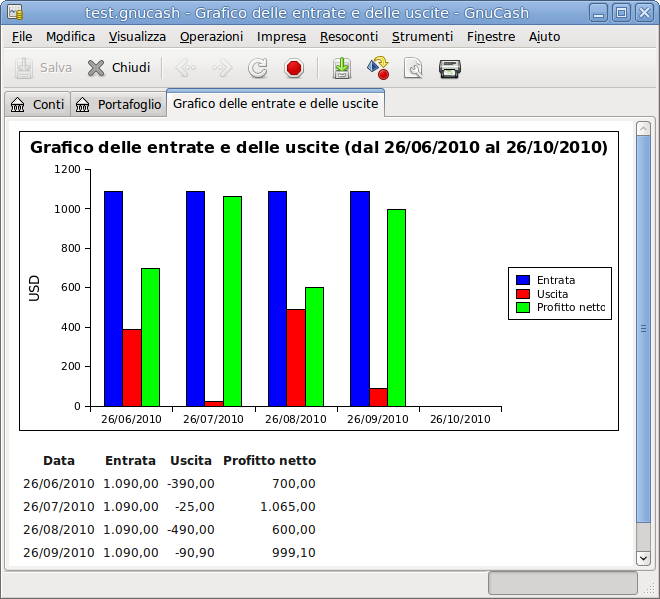 test.gnucash - Grafico delle entrate e delle uscite - GnuCash
File Modifica Visualizza Operazioni Impresa Resoconti Strumenti Finestre Aiuto
Salva Chiudi
Conti Portafoglio Grafico delle entrate e delle uscite
Grafico delle entrate e delle uscite (dal 26/06/2010 al 26/10/2010)
1200
1000
800
600
400
200
0
USD
26/06/2010 26/07/2010 26/08/2010 26/09/2010 26/10/2010
Entrata
Uscita
Profitto netto
Data Entrata Uscita Profitto netto
26/06/2010 1.090,00 -390,00 700,00
26/07/2010 1.090,00 -25,00 1.065,00
26/08/2010 1.090,00 -490,00 600,00
26/09/2010 1.090,00 -90,90 999,10